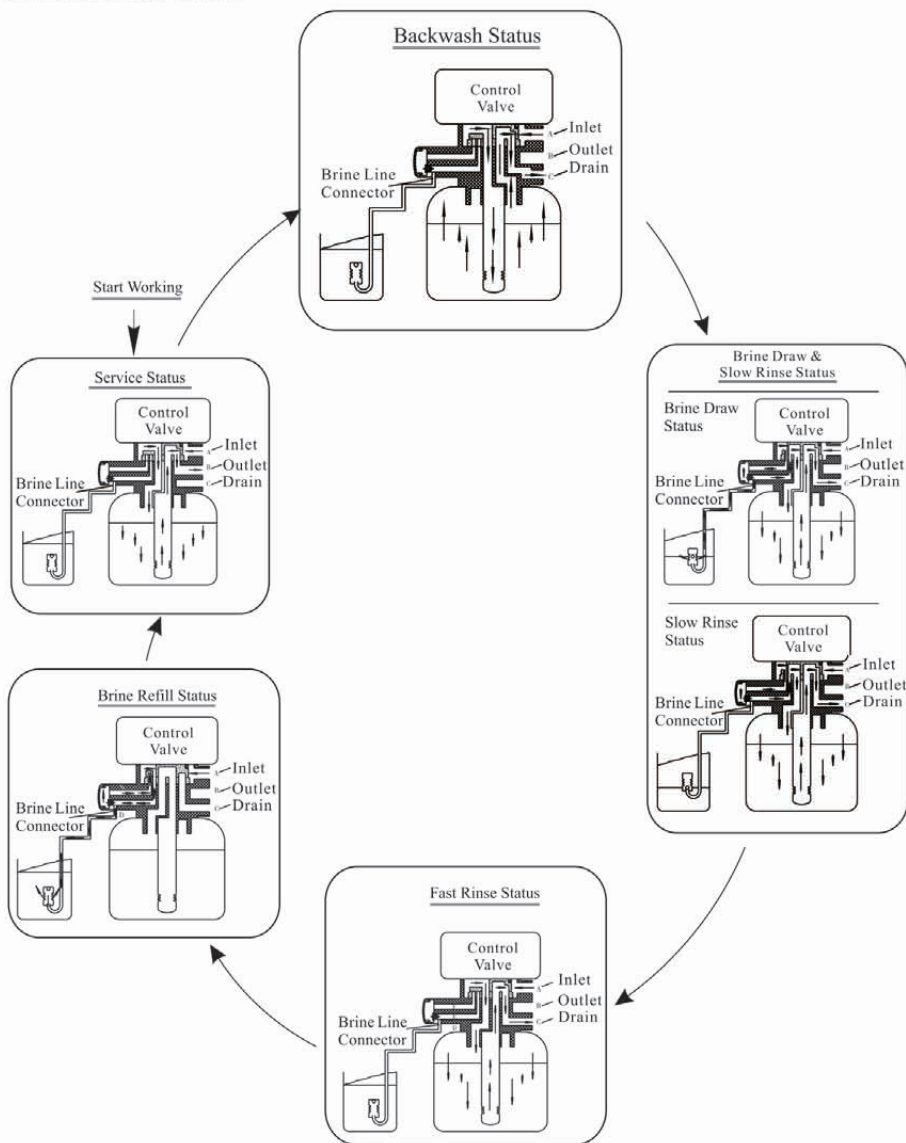 Backwash Status
Control
Valve
A
Inlet
B
Outlet
C
Drain
Brine Line
Connector
Start Working
Service Status
Control
Valve
A
Inlet
B
Outlet
C
Drain
Brine Line
Connector
Brine Draw &
Slow Rinse Status
Brine Draw
Status
Control
Valve
A
Inlet
B
Outlet
C
Drain
Brine Line
Connector
Slow Rinse
Status
Control
Valve
A
Inlet
B
Outlet
C
Drain
Brine Line
Connector
Brine Refill Status
Control
Valve
A
Inlet
B
Outlet
C
Drain
Brine Line
Connector
D
Fast Rinse Status
Control
Valve
A
Inlet
B
Outlet
C
Drain
Brine Line
Connector
D